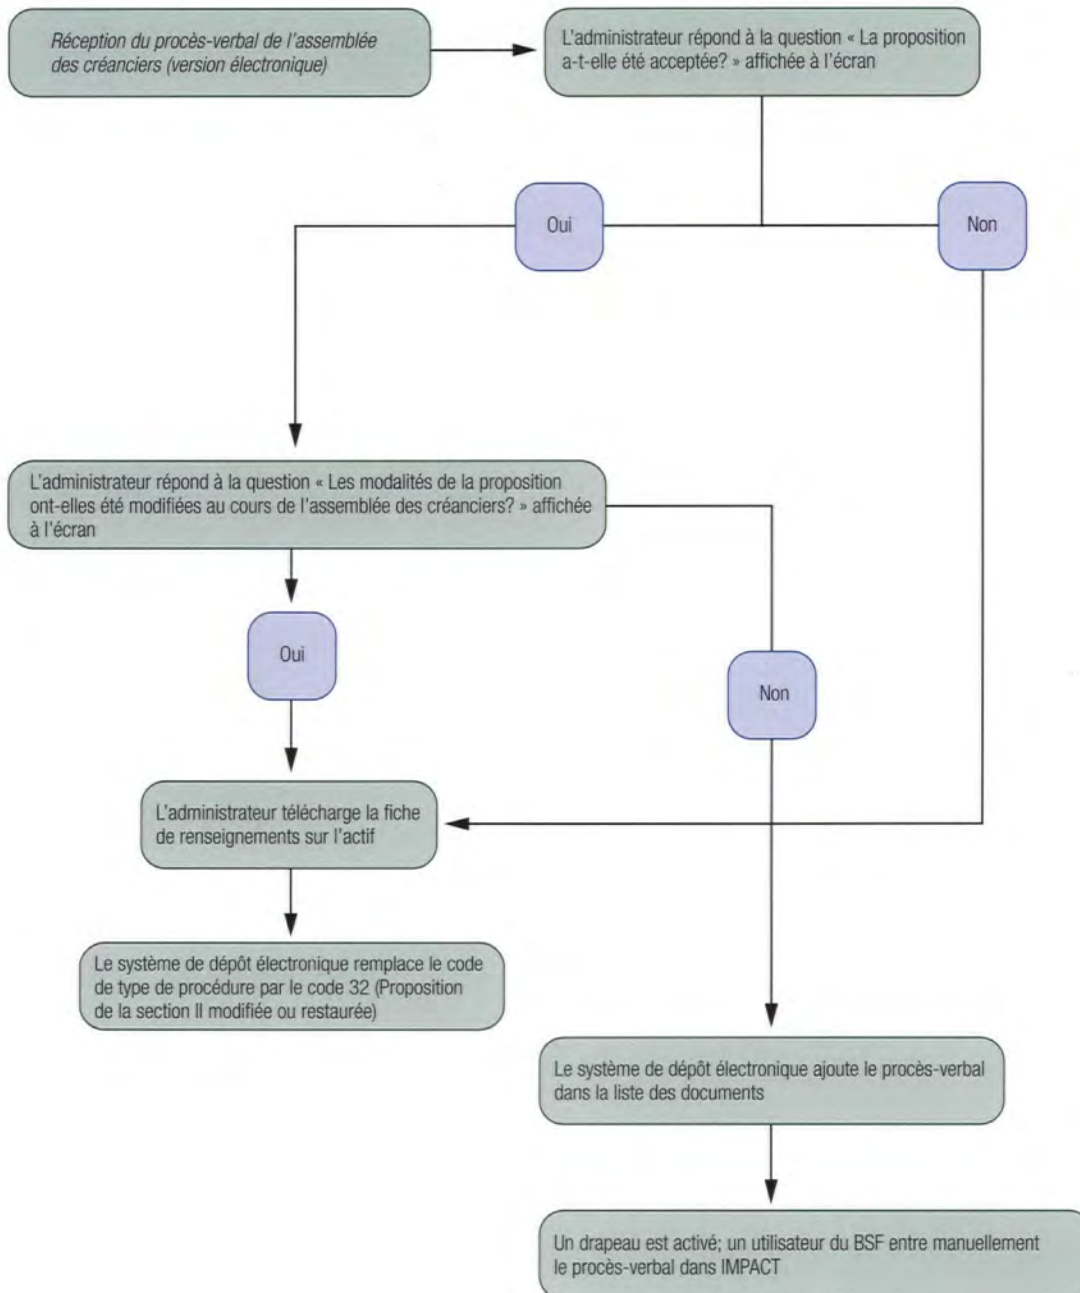 Réception du procès-verbal de l'assemblée
des créanciers (version électronique)
L'administrateur répond à la question « La proposition
a-t-elle été acceptée? » affichée à l'écran
Oui
Non
L'administrateur répond à la question « Les modalités de la proposition
ont-elles été modifiées au cours de l'assemblée des créanciers? » affichée
à l'écran
Oui
Non
L'administrateur télécharge la fiche
de renseignements sur l'actif
Le système de dépôt électronique remplace le code
de type de procédure par le code 32 (Proposition
de la section II modifiée ou restaurée)
Le système de dépôt électronique ajoute le procès-verbal
dans la liste des documents
Un drapeau est activé; un utilisateur du BSF entre manuellement
le procès-verbal dans IMPACT